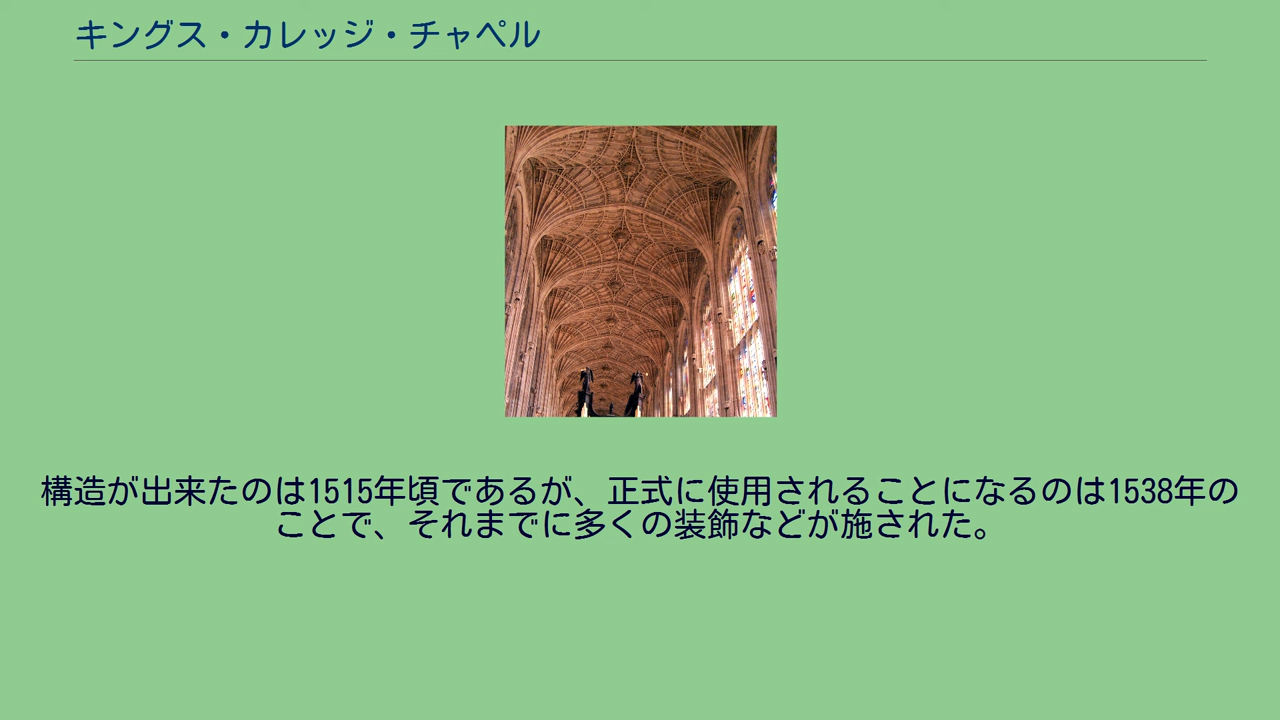 キングス・カレッジ・チャペル
構造が出来たのは1515年頃であるが、正式に使用されることになるのは1538年の
ことで、それまでに多くの装飾などが施された。